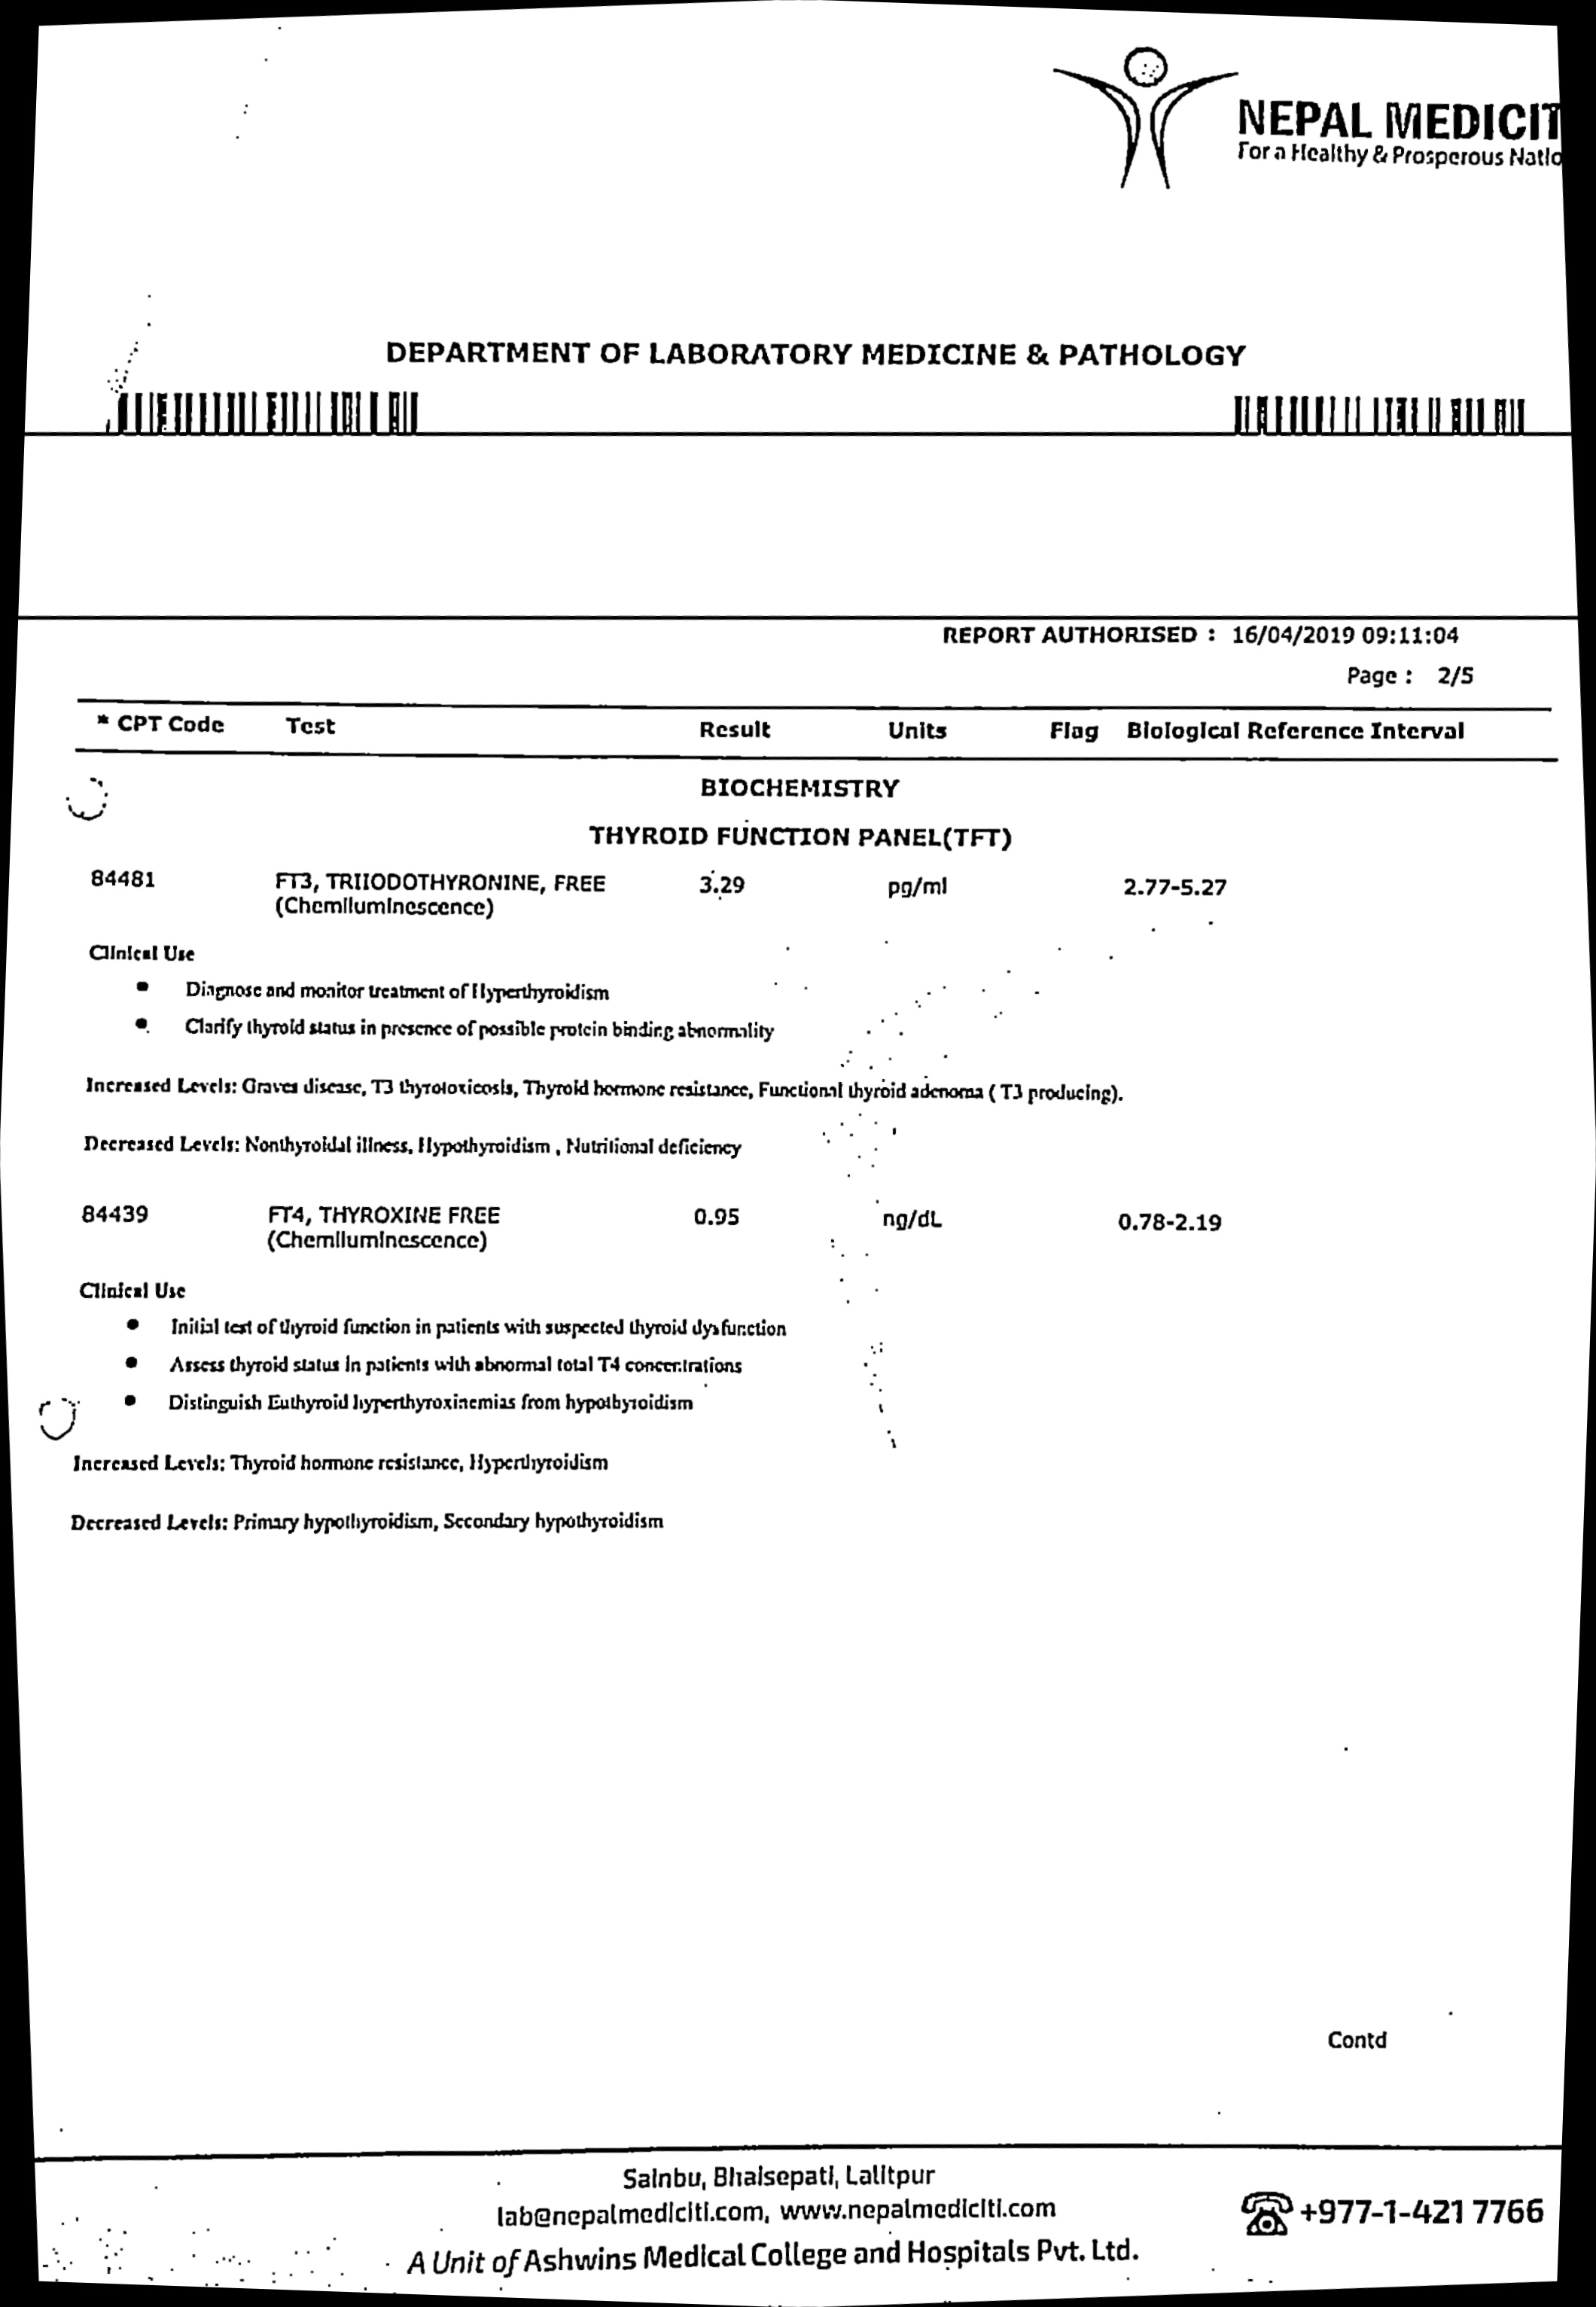 NEPAL MEDICIT
For a Healthy & Prosperous Natio
DEPARTMENT OF LABORATORY MEDICINE & PATHOLOGY
REPORT AUTHORISED : 16/04/2019 09:11:04
Page : 2/5
* CPT Code Test Result Units Flag Biological Reference Interval
BIOCHEMISTRY
THYROID FUNCTION PANEL(TFT)
84481 FT3, TRIIODOTHYRONINE, FREE 3.29 pg/ml 2.77-5.27
(Chemiluminescence)
Clinical Use
• Diagnose and monitor treatment of Hyperthyroidism
• Clarify thyroid status in presence of possible protein binding abnormality
Increased Levels: Graves disease, T3 thyrotoxicosis, Thyroid hormone resistance, Functional thyroid adenoma ( T3 producing).
Decreased Levels: Nonthyroidal illness, Hypothyroidism , Nutritional deficiency
84439 FT4, THYROXINE FREE 0.95 ng/dL 0.78-2.19
(Chemiluminescence)
Clinical Use
• Initial test of thyroid function in patients with suspected thyroid dysfunction
• Assess thyroid status in patients with abnormal total T4 concentrations
• Distinguish Euthyroid hyperthyroxinemias from hypothyroidism
Increased Levels: Thyroid hormone resistance, Hyperthyroidism
Decreased Levels: Primary hypothyroidism, Secondary hypothyroidism
Contd
Sainbu, Bhaisepati, Lalitpur
lab@nepalmediciti.com, www.nepalmediciti.com
+977-1-421 7766
A Unit of Ashwins Medical College and Hospitals Pvt. Ltd.